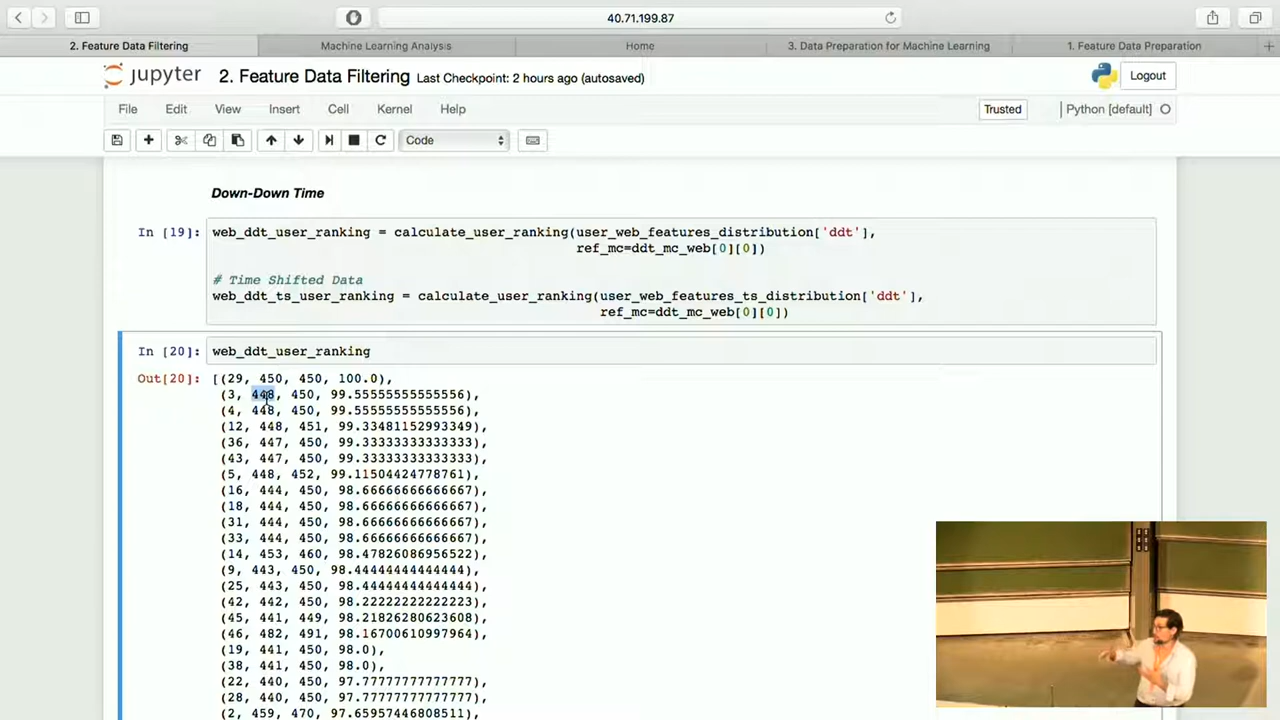 40.71.199.87
2. Feature Data Filtering
Machine Learning Analysis
Home
3. Data Preparation for Machine Learning
1. Feature Data Preparation
+
jupyter 2. Feature Data Filtering Last Checkpoint: 2 hours ago (autosaved)
Logout
File Edit View Insert Cell Kernel Help
Trusted
Python [default]
Code
Down-Down Time
In [19]: web_ddt_user_ranking = calculate_user_ranking(user_web_features_distribution['ddt'],
ref_mc=ddt_mc_web[0][0])
# Time Shifted Data
web_ddt_ts_user_ranking = calculate_user_ranking(user_web_features_ts_distribution['ddt'],
ref_mc=ddt_mc_web[0][0])
In [20]: web_ddt_user_ranking
Out[20]: [(29, 450, 450, 100.0),
(3, 448, 450, 99.55555555555556),
(4, 448, 450, 99.55555555555556),
(12, 448, 451, 99.33481152993349),
(36, 447, 450, 99.33333333333333),
(43, 447, 450, 99.33333333333333),
(5, 448, 452, 99.11504424778761),
(16, 444, 450, 98.66666666666667),
(18, 444, 450, 98.66666666666667),
(31, 444, 450, 98.66666666666667),
(33, 444, 450, 98.66666666666667),
(14, 453, 460, 98.47826086956522),
(9, 443, 450, 98.44444444444444),
(25, 443, 450, 98.44444444444444),
(42, 442, 450, 98.22222222222223),
(45, 441, 449, 98.21826280623608),
(46, 482, 491, 98.16700610997964),
(19, 441, 450, 98.0),
(38, 441, 450, 98.0),
(22, 440, 450, 97.77777777777777),
(28, 440, 450, 97.77777777777777),
(2, 459, 470, 97.65957446808511),